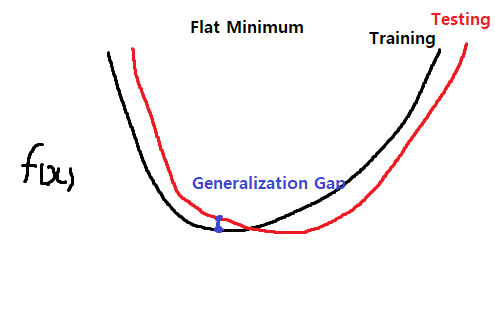 Flat Minimum
Testing
Training
f(x)
Generalization Gap